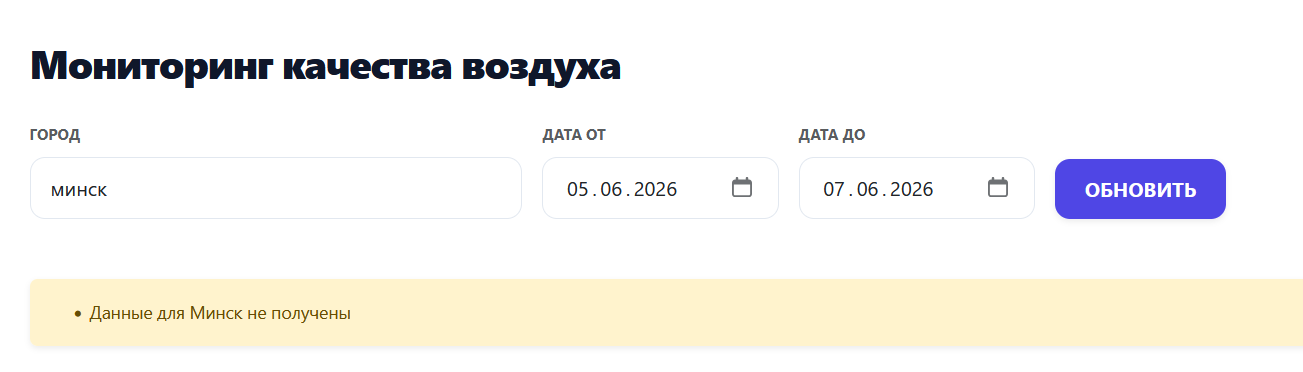 Мониторинг качества воздуха
ГОРОД ДАТА ОТ ДАТА ДО
минск 05.06.2026 07.06.2026 ОБНОВИТЬ
• Данные для Минск не получены